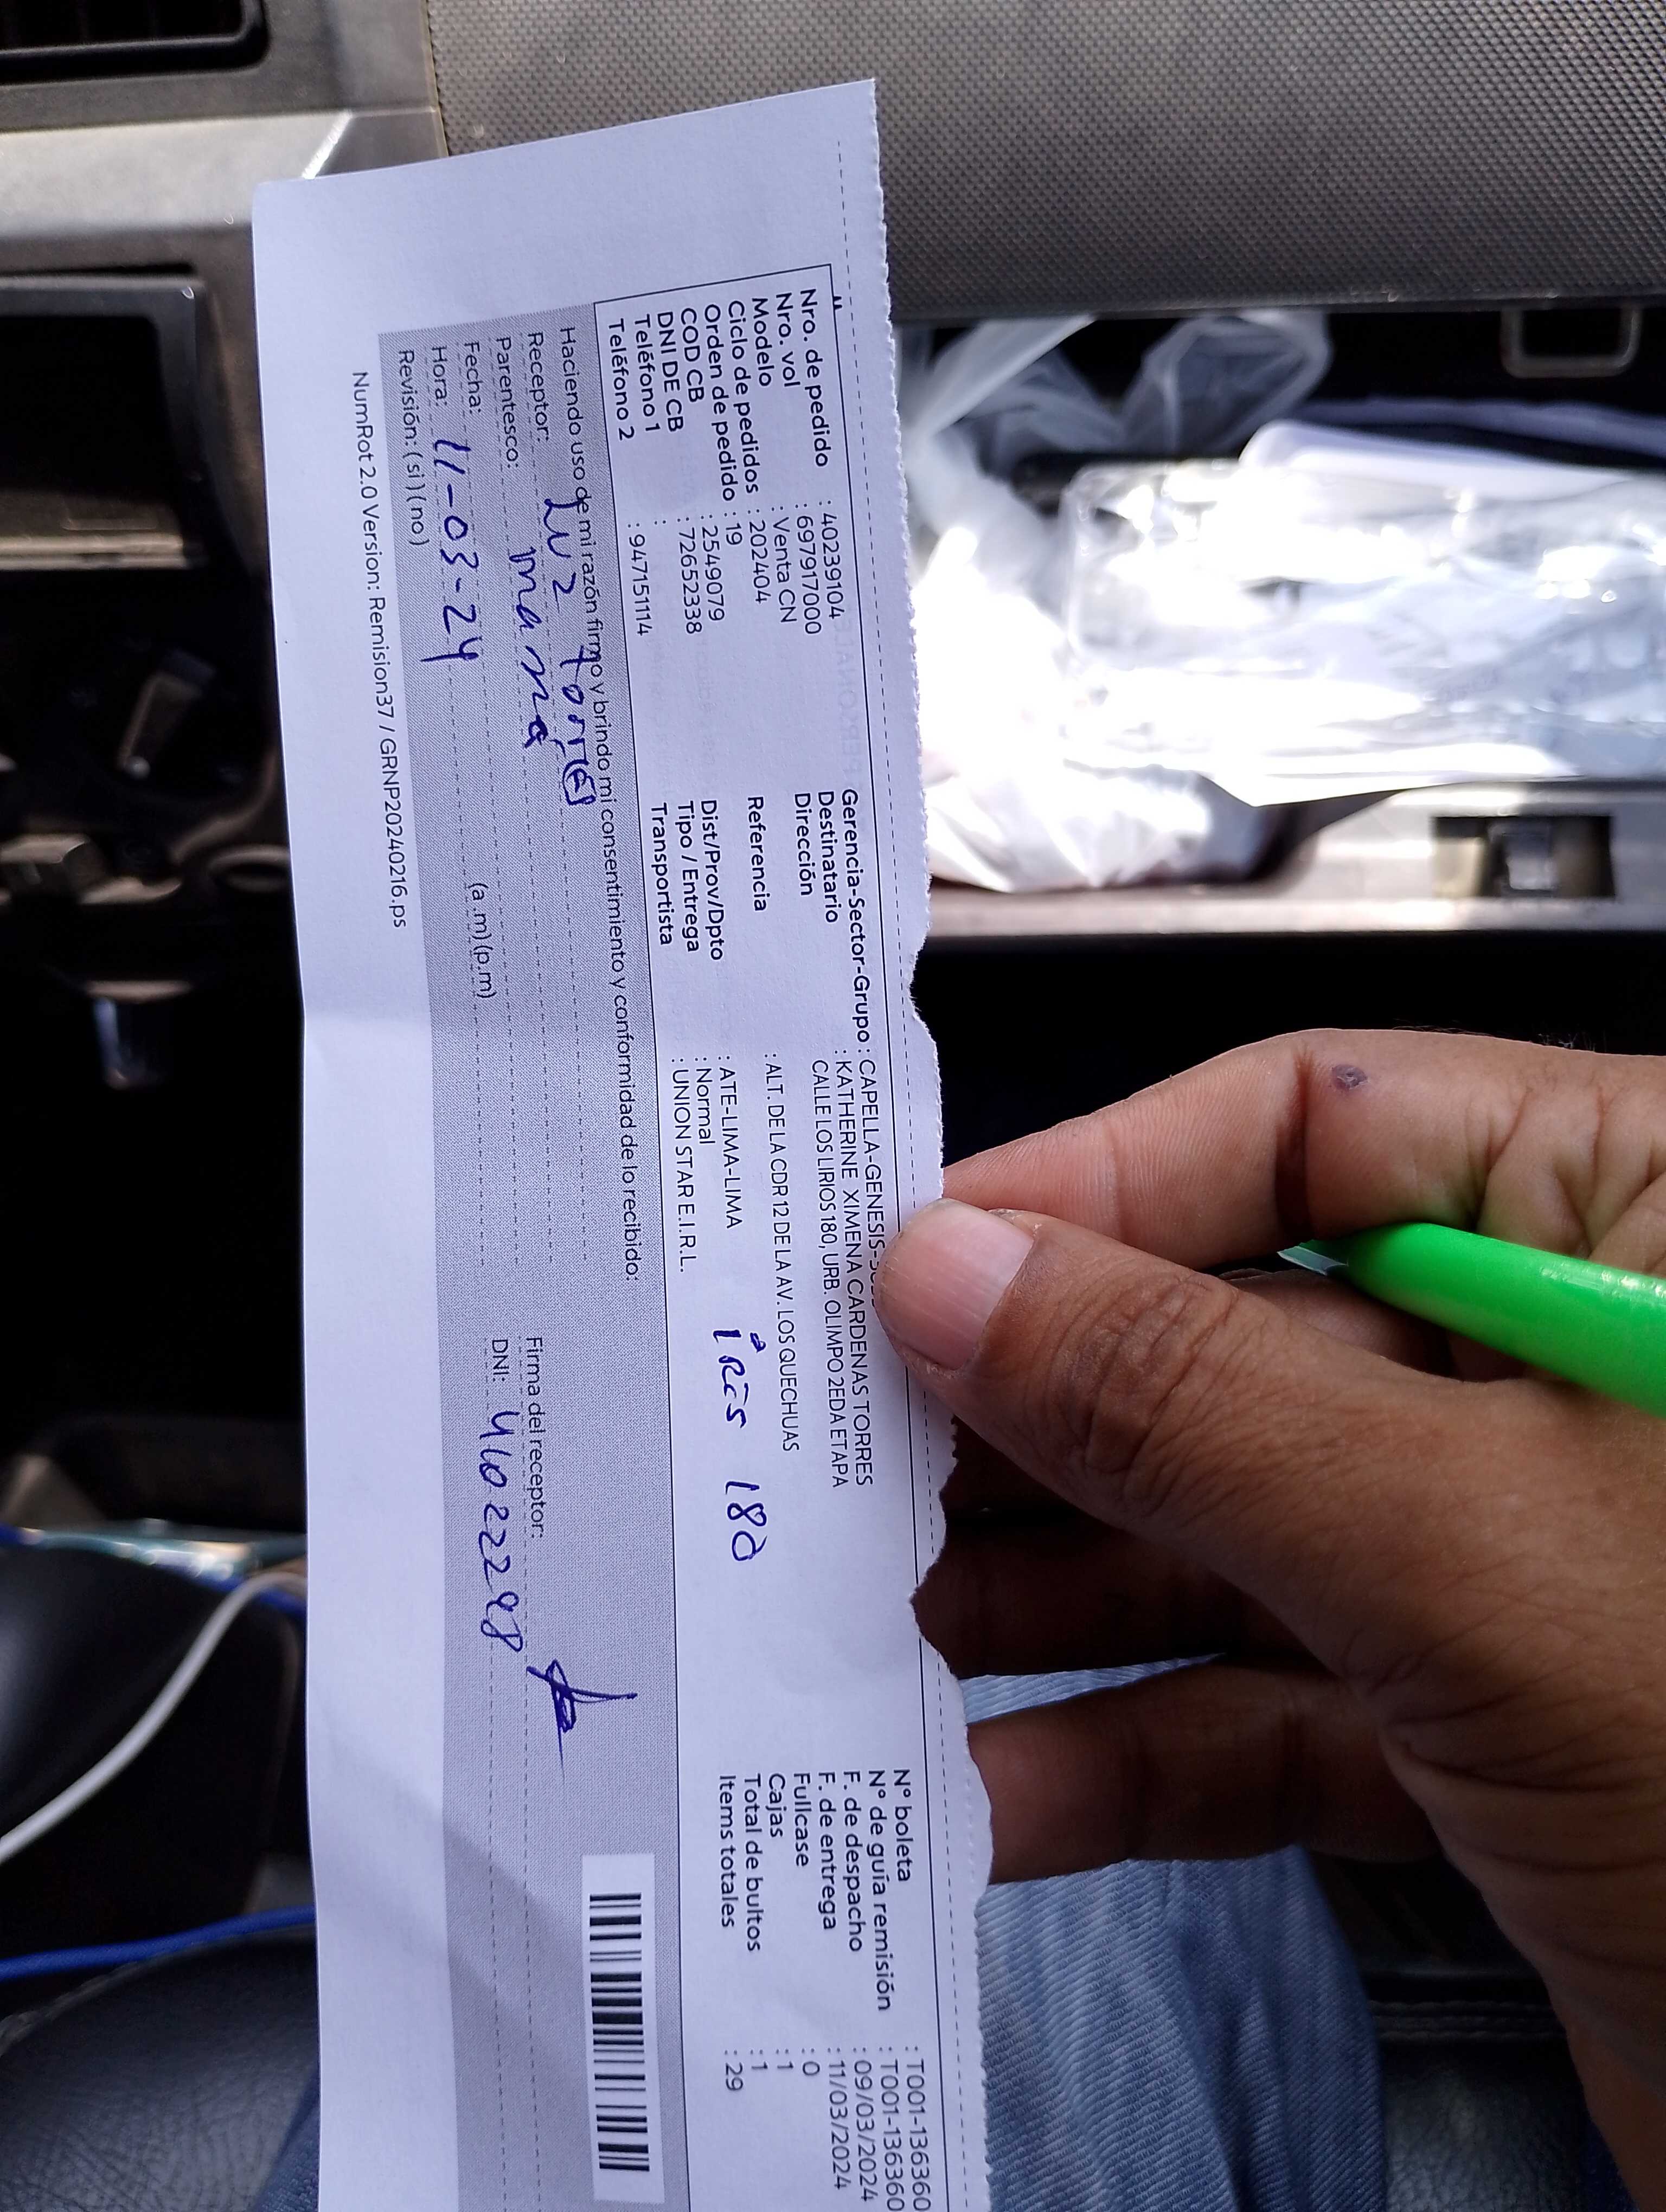 Nro. de pedido : 40239104
Nro. vol : 697917000
Modelo : Venta CN
Ciclo de pedidos : 202404
Orden de pedido : 19
COD CB : 2549079
DNI DE CB : 72652338
Teléfono 1 :
Teléfono 2 : 947151114
Gerencia-Sector-Grupo : CAPELLA-GENESIS-
Destinatario : KATHERINE XIMENA CARDENAS TORRES
Dirección CALLE LOS LIRIOS 180, URB. OLIMPO 2EDA ETAPA
Referencia : ALT. DE LA CDR 12 DE LA AV. LOS QUECHUAS
Dist/Prov/Dpto : ATE-LIMA-LIMA
Tipo / Entrega : Normal
Transportista : UNION STAR E.I.R.L.
180
N° boleta : T001-136360
N° de guía remisión : T001-136360
F. de despacho : 09/03/2024
F. de entrega : 11/03/2024
Fullcase : 0
Cajas : 1
Total de bultos : 1
Items totales : 29
Haciendo uso de mi razón firmo y brindo mi consentimiento y conformidad de lo recibido:
Receptor: Luz torres
Parentesco: mama
Fecha: 11-03-24
Hora: (a.m) (p.m)
Revisión: ( si ) ( no )
Firma del receptor:
DNI:
NumRot 2.0 Version: Remision37 / GRNP20240216.ps